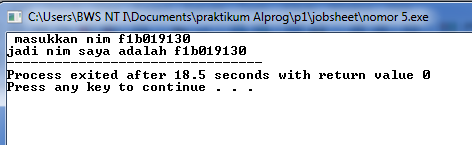 C:\Users\BWS NT I\Documents\praktikum Alprog\p1\jobsheet\nomor 5.exe
masukkan nim f1b019130
jadi nim saya adalah f1b019130
--------------------------------
Process exited after 18.5 seconds with return value 0
Press any key to continue . . .